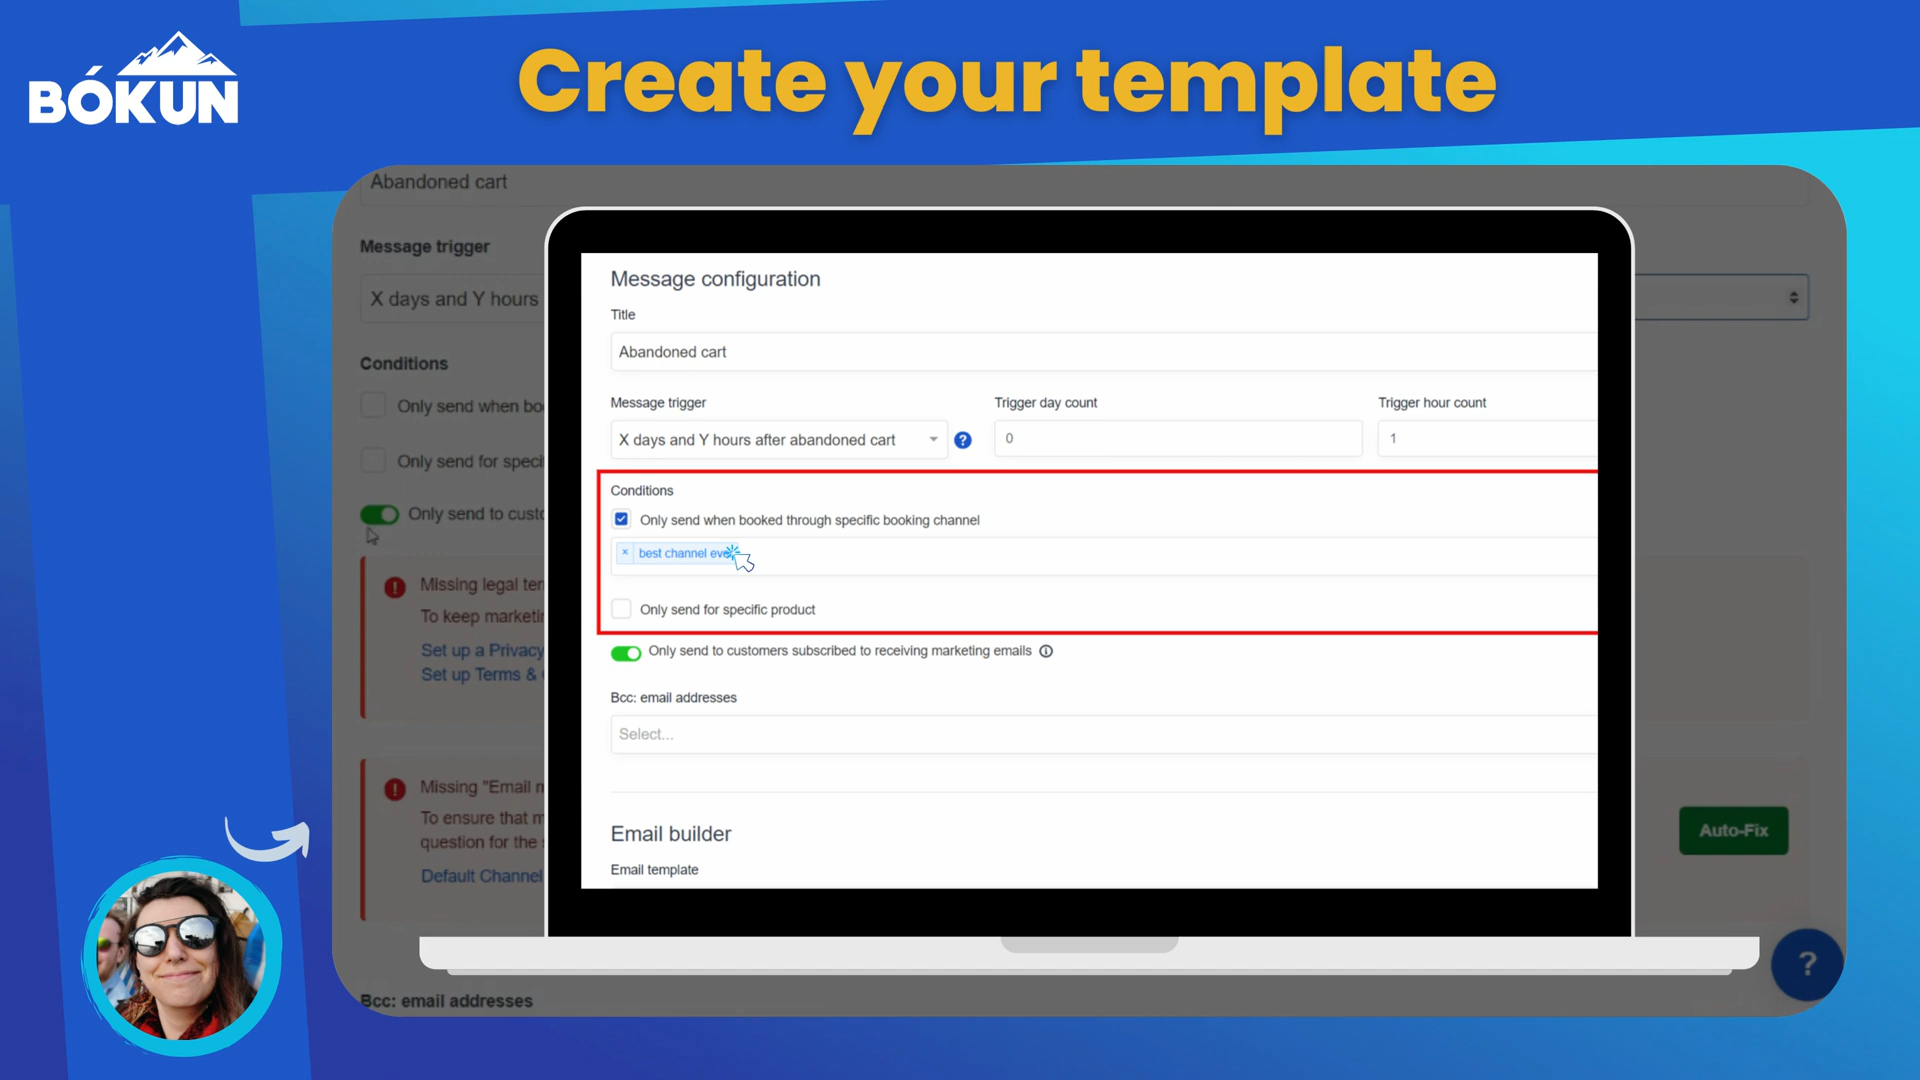 BÓKUN
Create your template
Abandoned cart
Message trigger
X days and Y hours
Conditions
Only send when bo
Only send for speci
Only send to custo
Missing legal ter
To keep marketin
Set up a Privacy
Set up Terms &
Missing "Email m
To ensure that m
question for the
Default Channel
Auto-Fix
Bcc: email addresses
?
Message configuration
Title
Abandoned cart
Message trigger
Trigger day count
Trigger hour count
X days and Y hours after abandoned cart
?
0
1
Conditions
Only send when booked through specific booking channel
× best channel eve
Only send for specific product
Only send to customers subscribed to receiving marketing emails
Bcc: email addresses
Select...
Email builder
Email template